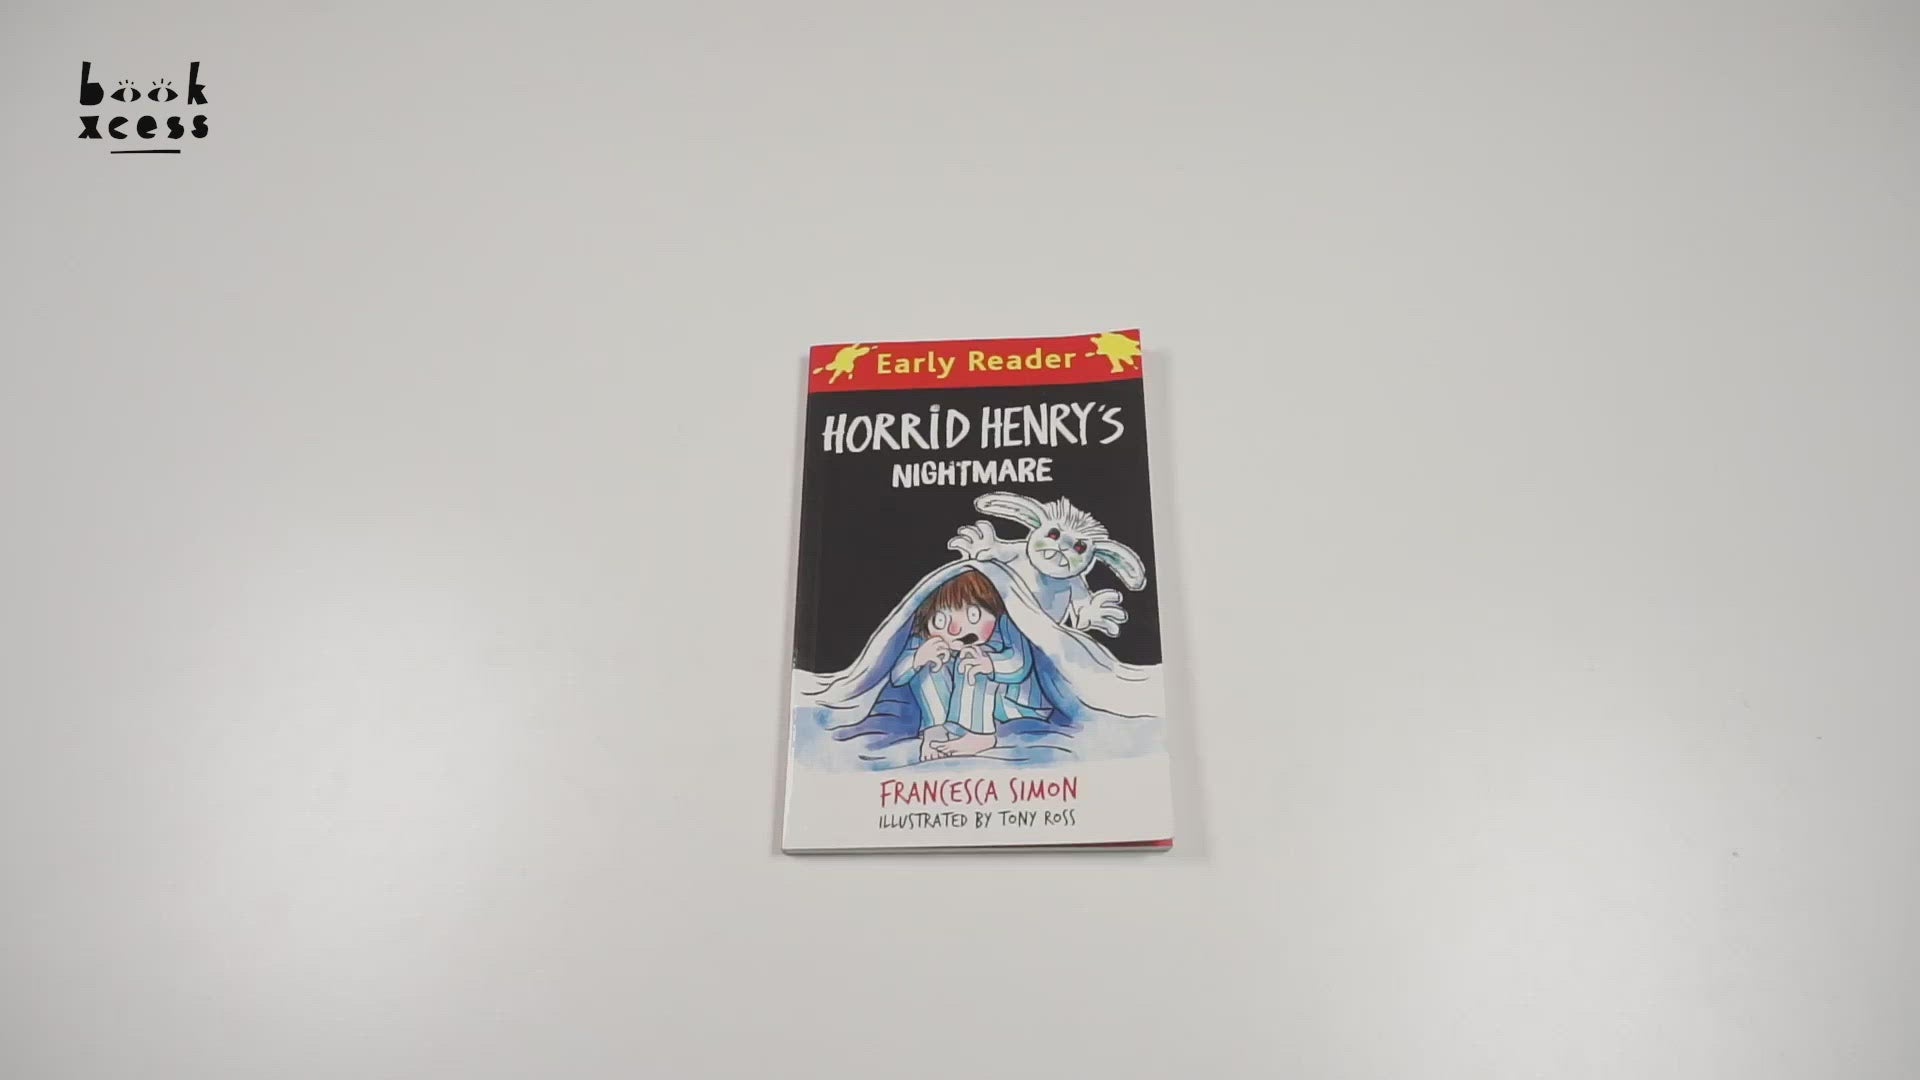 book
xcess
Early Reader
HORRiD HENRY'S
NIGHTMARE
FRANCESCA SIMON
ILLUSTRATED BY TONY ROSS